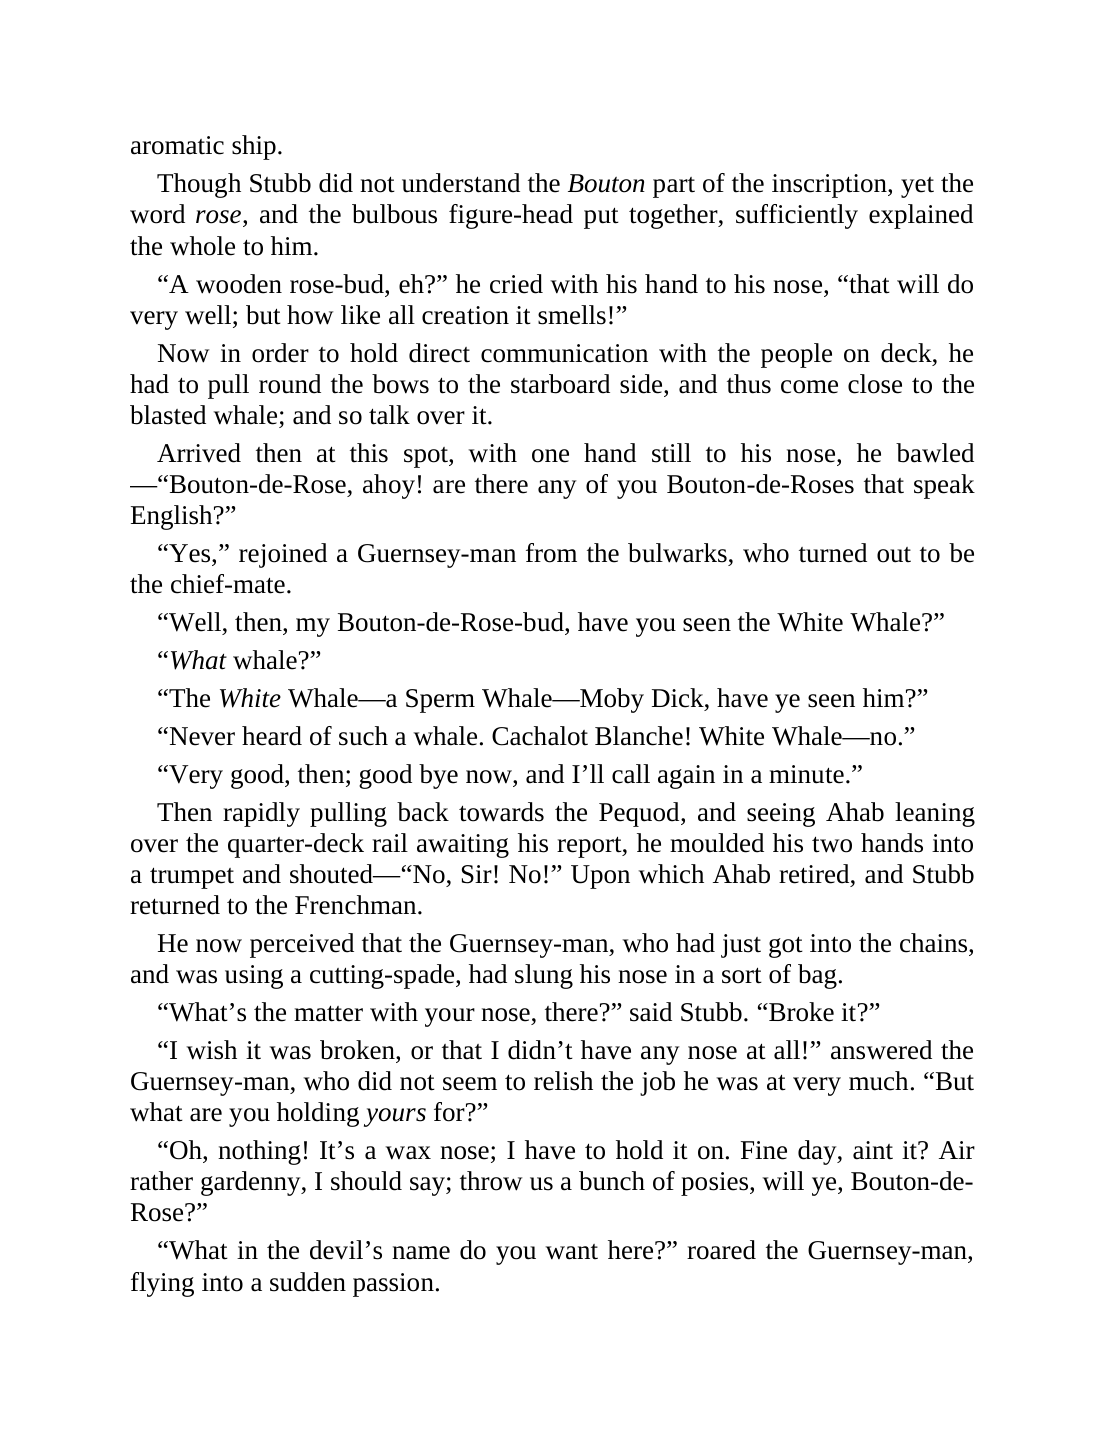 aromatic ship.
Though Stubb did not understand the Bouton part of the inscription, yet the
word rose, and the bulbous figure-head put together, sufficiently explained
the whole to him.
“A wooden rose-bud, eh?” he cried with his hand to his nose, “that will do
very well; but how like all creation it smells!”
Now in order to hold direct communication with the people on deck, he
had to pull round the bows to the starboard side, and thus come close to the
blasted whale; and so talk over it.
Arrived then at this spot, with one hand still to his nose, he bawled
—“Bouton-de-Rose, ahoy! are there any of you Bouton-de-Roses that speak
English?”
“Yes,” rejoined a Guernsey-man from the bulwarks, who turned out to be
the chief-mate.
“Well, then, my Bouton-de-Rose-bud, have you seen the White Whale?”
“What whale?”
“The White Whale—a Sperm Whale—Moby Dick, have ye seen him?”
“Never heard of such a whale. Cachalot Blanche! White Whale—no.”
“Very good, then; good bye now, and I’ll call again in a minute.”
Then rapidly pulling back towards the Pequod, and seeing Ahab leaning
over the quarter-deck rail awaiting his report, he moulded his two hands into
a trumpet and shouted—“No, Sir! No!” Upon which Ahab retired, and Stubb
returned to the Frenchman.
He now perceived that the Guernsey-man, who had just got into the chains,
and was using a cutting-spade, had slung his nose in a sort of bag.
“What’s the matter with your nose, there?” said Stubb. “Broke it?”
“I wish it was broken, or that I didn’t have any nose at all!” answered the
Guernsey-man, who did not seem to relish the job he was at very much. “But
what are you holding yours for?”
“Oh, nothing! It’s a wax nose; I have to hold it on. Fine day, aint it? Air
rather gardenny, I should say; throw us a bunch of posies, will ye, Bouton-de-
Rose?”
“What in the devil’s name do you want here?” roared the Guernsey-man,
flying into a sudden passion.